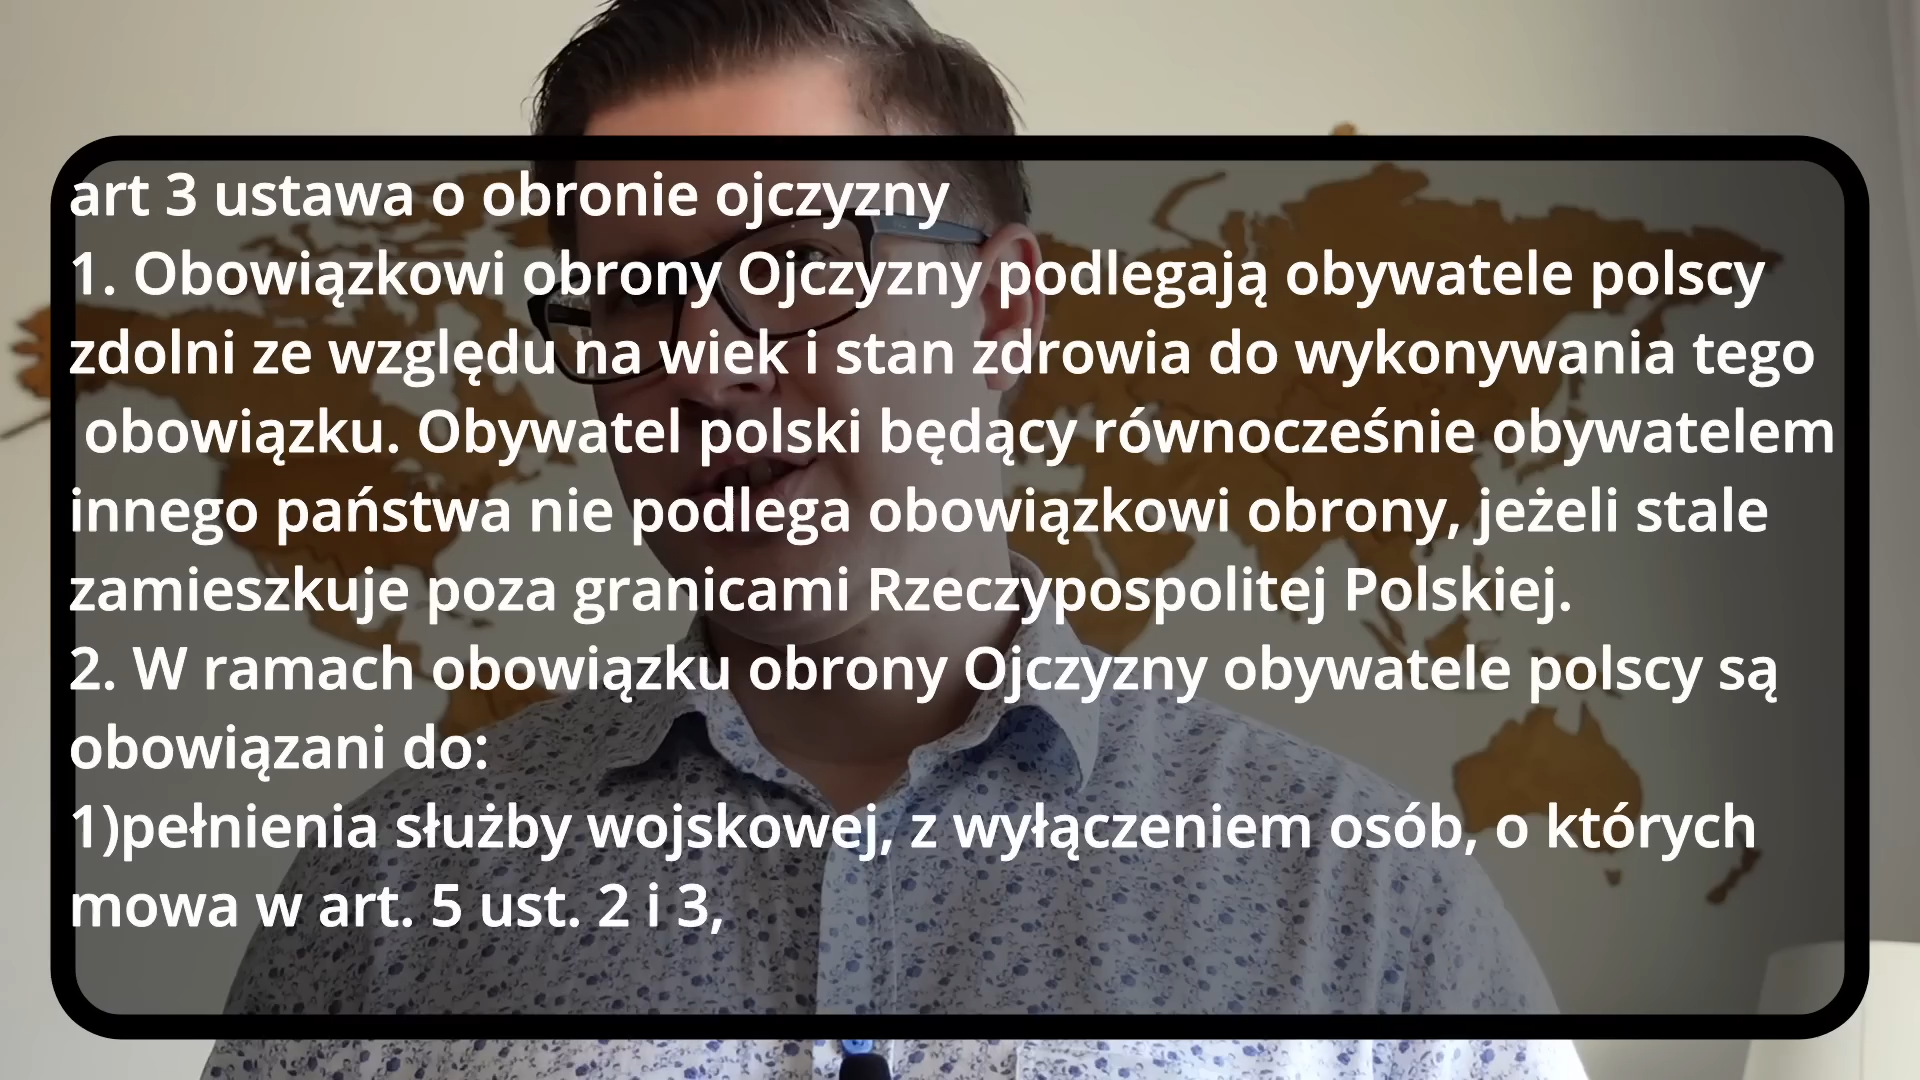 art 3 ustawa o obronie ojczyzny
1. Obowiązkowi obrony Ojczyzny podlegają obywatele polscy
zdolni ze względu na wiek i stan zdrowia do wykonywania tego
obowiązku. Obywatel polski będący równocześnie obywatelem
innego państwa nie podlega obowiązkowi obrony, jeżeli stale
zamieszkuje poza granicami Rzeczypospolitej Polskiej.
2. W ramach obowiązku obrony Ojczyzny obywatele polscy są
obowiązani do:
1)pełnienia służby wojskowej, z wyłączeniem osób, o których
mowa w art. 5 ust. 2 i 3,